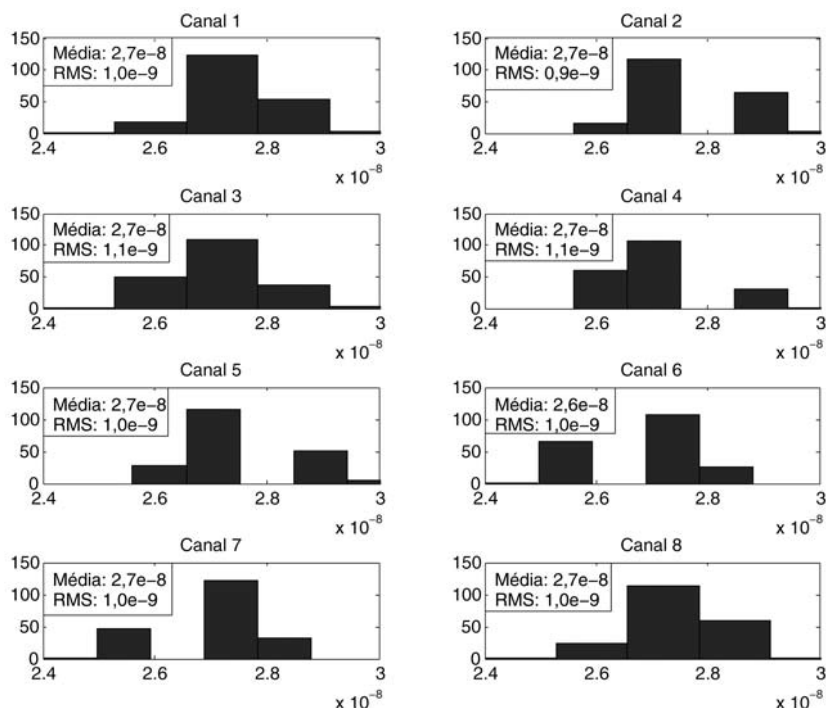 Canal 1
150
100
50
0
Média: 2,7e−8
RMS: 1,0e−9
2.4 2.6 2.8 3
x 10⁻⁸
Canal 2
150
100
50
0
Média: 2,7e−8
RMS: 0,9e−9
2.4 2.6 2.8 3
x 10⁻⁸
Canal 3
150
100
50
0
Média: 2,7e−8
RMS: 1,1e−9
2.4 2.6 2.8 3
x 10⁻⁸
Canal 4
150
100
50
0
Média: 2,7e−8
RMS: 1,1e−9
2.4 2.6 2.8 3
x 10⁻⁸
Canal 5
150
100
50
0
Média: 2,7e−8
RMS: 1,0e−9
2.4 2.6 2.8 3
x 10⁻⁸
Canal 6
150
100
50
0
Média: 2,6e−8
RMS: 1,0e−9
2.4 2.6 2.8 3
x 10⁻⁸
Canal 7
150
100
50
0
Média: 2,7e−8
RMS: 1,0e−9
2.4 2.6 2.8 3
x 10⁻⁸
Canal 8
150
100
50
0
Média: 2,7e−8
RMS: 1,0e−9
2.4 2.6 2.8 3
x 10⁻⁸